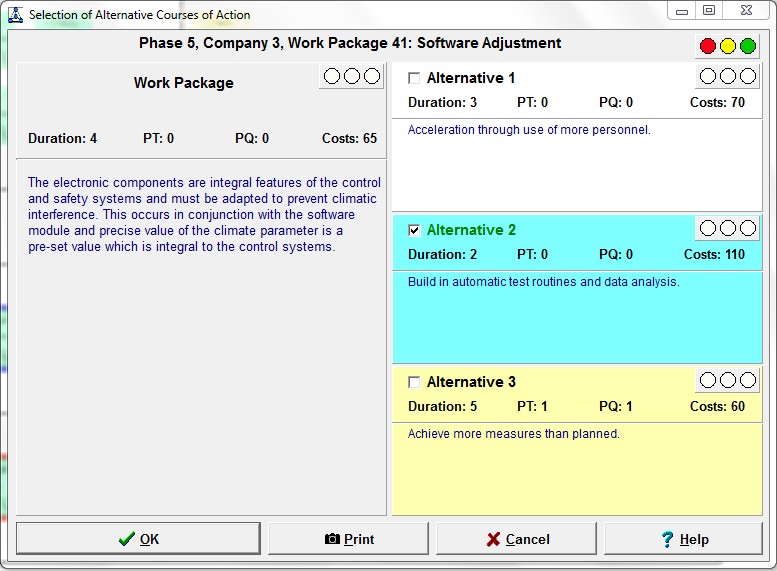 Selection of Alternative Courses of Action
Phase 5, Company 3, Work Package 41: Software Adjustment
Work Package
Duration: 4 PT: 0 PQ: 0 Costs: 65
The electronic components are integral features of the control
and safety systems and must be adapted to prevent climatic
interference. This occurs in conjunction with the software
module and precise value of the climate parameter is a
pre-set value which is integral to the control systems.
Alternative 1
Duration: 3 PT: 0 PQ: 0 Costs: 70
Acceleration through use of more personnel.
Alternative 2
Duration: 2 PT: 0 PQ: 0 Costs: 110
Build in automatic test routines and data analysis.
Alternative 3
Duration: 5 PT: 1 PQ: 1 Costs: 60
Achieve more measures than planned.
OK Print Cancel ? Help